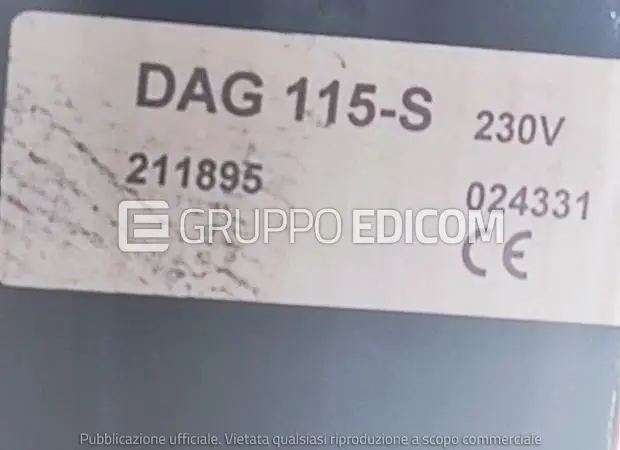 DAG 115-S 230V
211895 024331
GRUPPO EDICOM
CE
Pubblicazione ufficiale. Vietata qualsiasi riproduzione a scopo commerciale